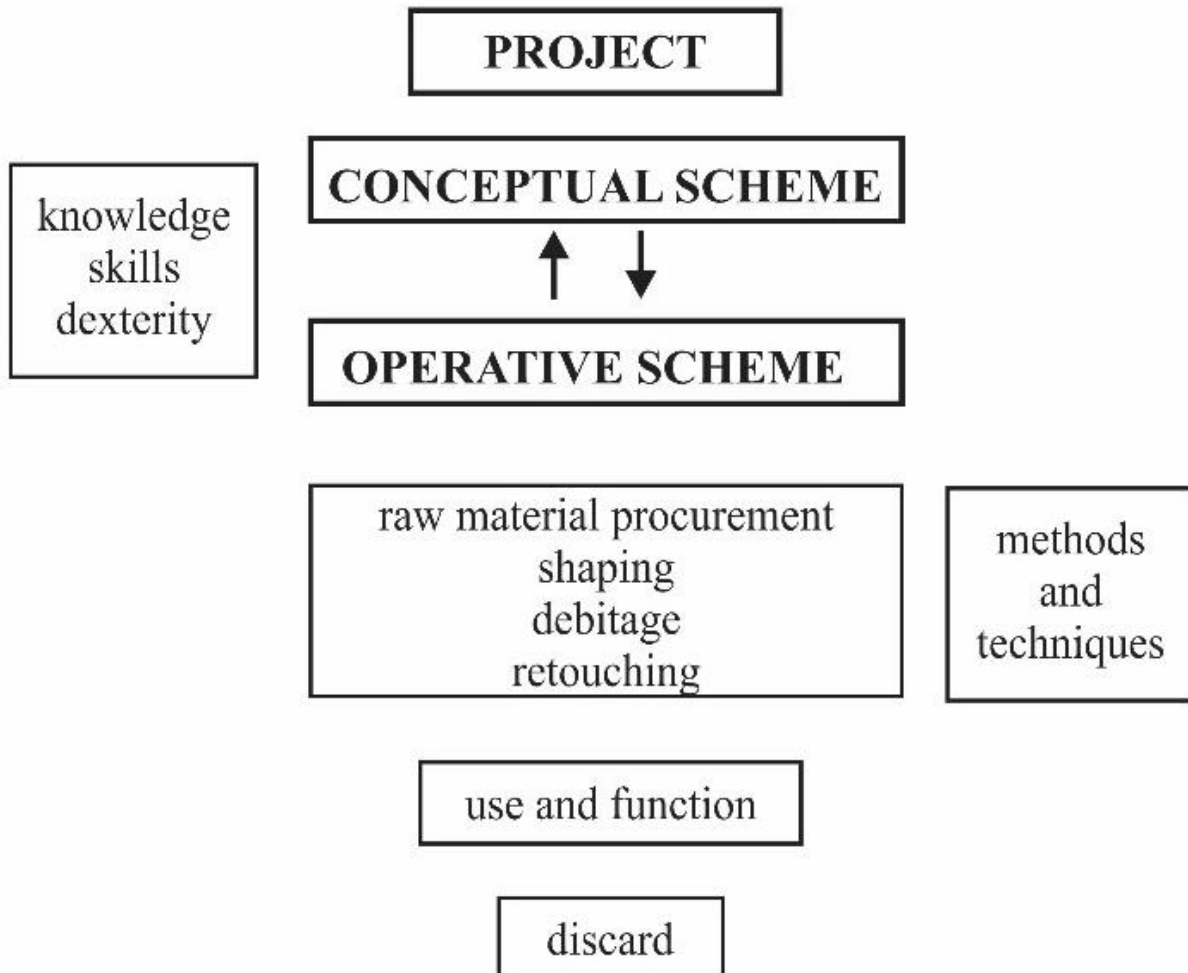 PROJECT
CONCEPTUAL SCHEME
knowledge
skills
dexterity
OPERATIVE SCHEME
raw material procurement
shaping
debitage
retouching
methods
and
techniques
use and function
discard